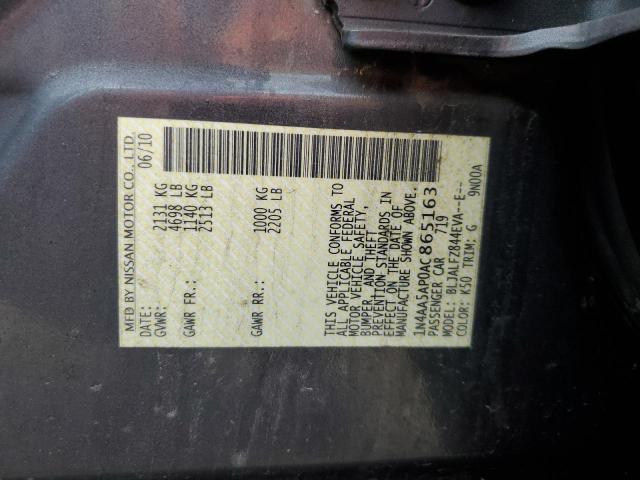 MFD BY NISSAN MOTOR CO., LTD.
DATE: 06/10
GVWR: 2131 KG
4698 LB
GAWR FR.: 1140 KG
2513 LB
GAWR RR.: 1000 KG
2205 LB
THIS VEHICLE CONFORMS TO
ALL APPLICABLE FEDERAL
MOTOR VEHICLE SAFETY,
BUMPER, AND THEFT
PREVENTION STANDARDS IN
EFFECT ON THE DATE OF
MANUFACTURE SHOWN ABOVE.
1N4AA5AP0AC865163
PASSENGER CAR 719
MODEL: BLJALFZ844EVA--E--
COLOR: K50 TRIM: G 9N00A